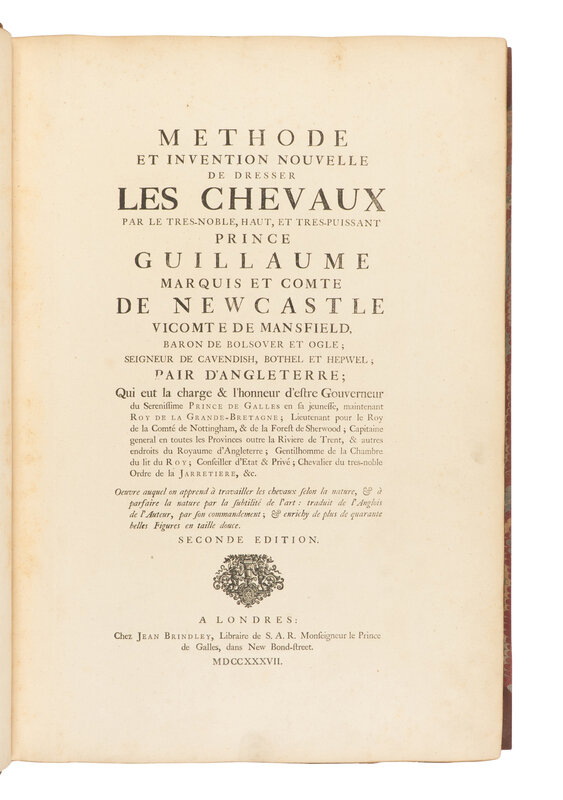 METHODE
ET INVENTION NOUVELLE
DE DRESSER
LES CHEVAUX
PAR LE TRES-NOBLE, HAUT, ET TRES-PUISSANT
PRINCE
GUILLAUME
MARQUIS ET COMTE
DE NEWCASTLE
VICOMTE DE MANSFIELD,
BARON DE BOLSOVER ET OGLE;
SEIGNEUR DE CAVENDISH, BOTHEL ET HEPWEL;
PAIR D'ANGLETERRE;
Qui eut la charge & l'honneur d'eſtre Gouverneur
du Sereniſſime PRINCE DE GALLES en ſa jeuneſſe, maintenant
ROY DE LA GRANDE-BRETAGNE; Lieutenant pour le Roy
de la Comté de Nottingham, & de la Foreſt de Sherwood; Capitaine
general en toutes les Provinces outre la Riviere de Trent, & autres
endroits du Royaume d'Angleterre; Gentilhomme de la Chambre
du lit du ROY; Conſeiller d'Etat & Privé; Chevalier du tres-noble
Ordre de la JARRETIERE, &c.
Oeuvre auquel on apprend à travailler les chevaux ſelon la nature, & à
parfaire la nature par la ſubtilité de l'art: traduit de l'Anglois
de l'Auteur, par ſon commandement; & enrichy de plus de quarante
belles Figures en taille douce.
SECONDE EDITION.
A LONDRES:
Chez JEAN BRINDLEY, Libraire de S. A. R. Monſeigneur le Prince
de Galles, dans New Bond-ſtreet.
MDCCXXXVII.